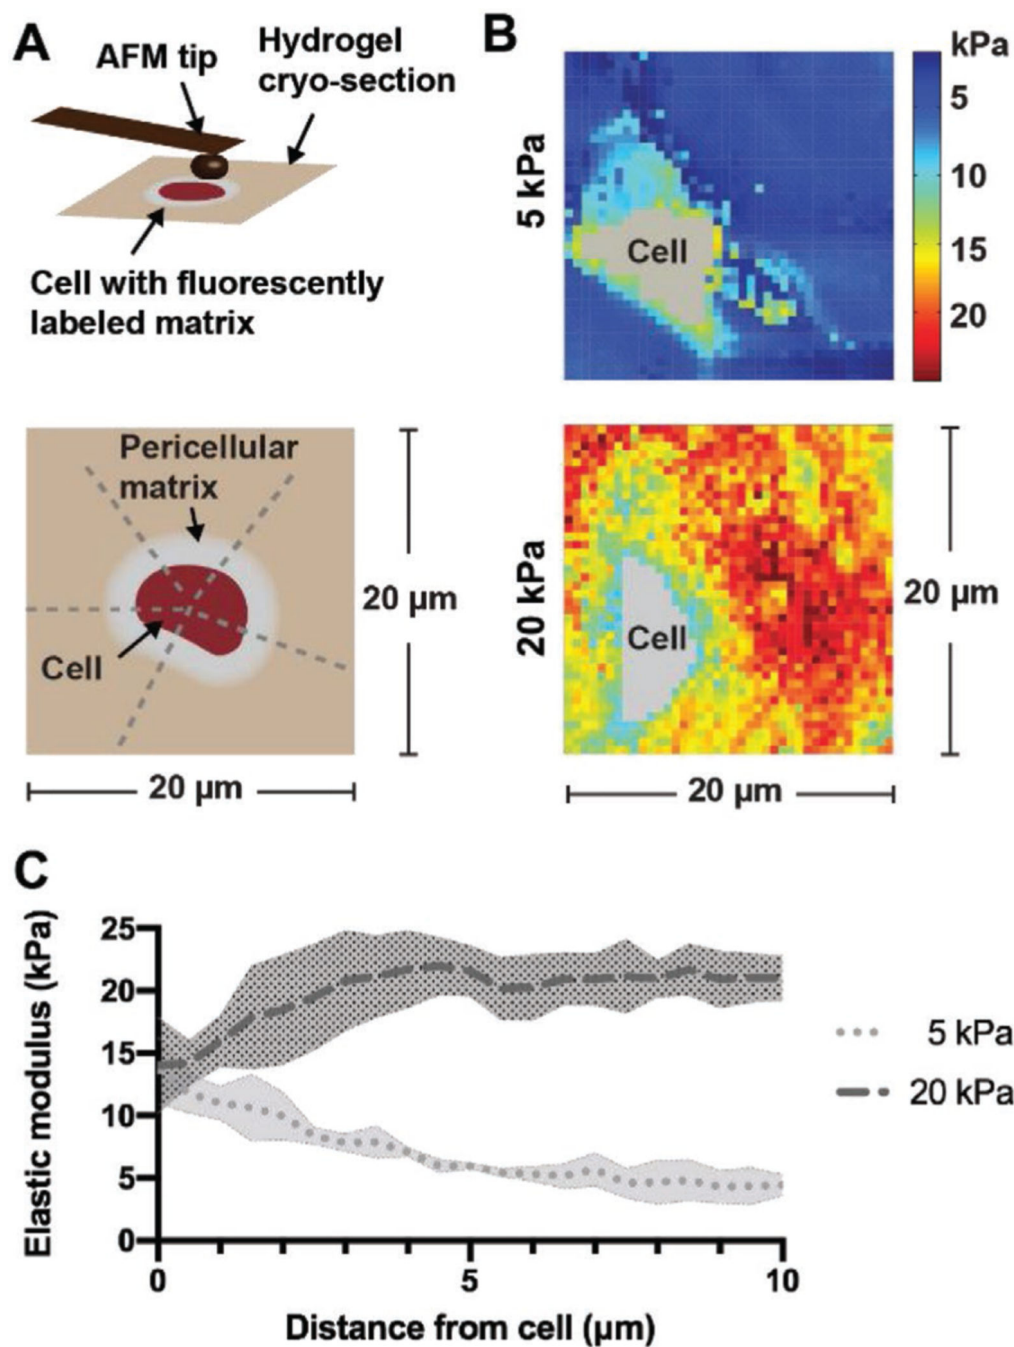 A
AFM tip
Hydrogel
cryo-section
Cell with fluorescently
labeled matrix
Pericellular
matrix
Cell
20 µm
20 µm
B
kPa
5
10
15
20
5 kPa
Cell
20 kPa
Cell
20 µm
20 µm
C
Elastic modulus (kPa)
25
20
15
10
5
0
0
5
10
Distance from cell (µm)
5 kPa
20 kPa